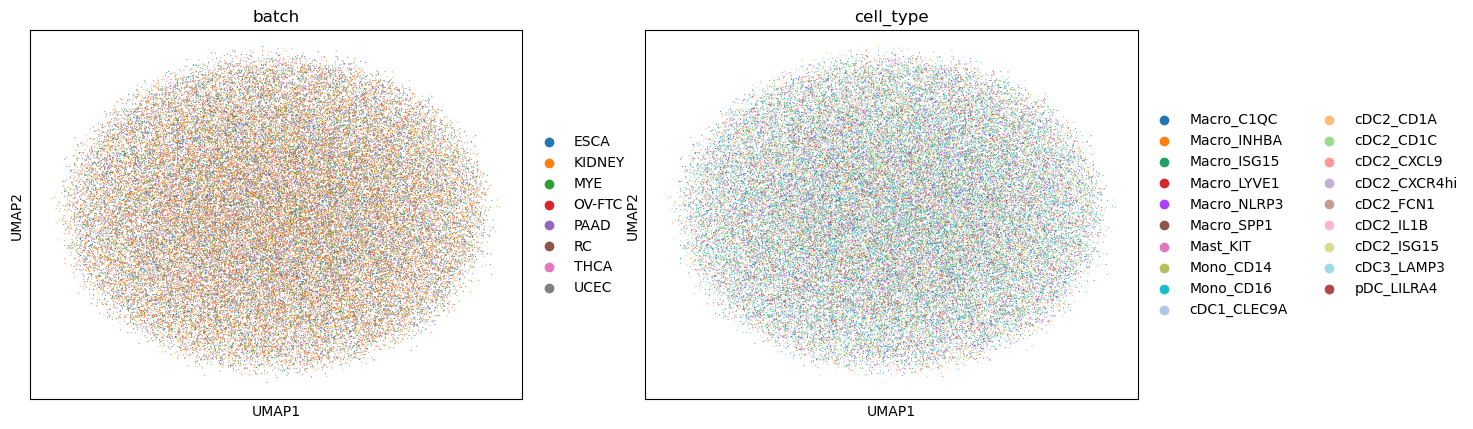 batch
UMAP2
UMAP1
ESCA
KIDNEY
MYE
OV-FTC
PAAD
RC
THCA
UCEC
cell_type
UMAP2
UMAP1
Macro_C1QC
Macro_INHBA
Macro_ISG15
Macro_LYVE1
Macro_NLRP3
Macro_SPP1
Mast_KIT
Mono_CD14
Mono_CD16
cDC1_CLEC9A
cDC2_CD1A
cDC2_CD1C
cDC2_CXCL9
cDC2_CXCR4hi
cDC2_FCN1
cDC2_IL1B
cDC2_ISG15
cDC3_LAMP3
pDC_LILRA4